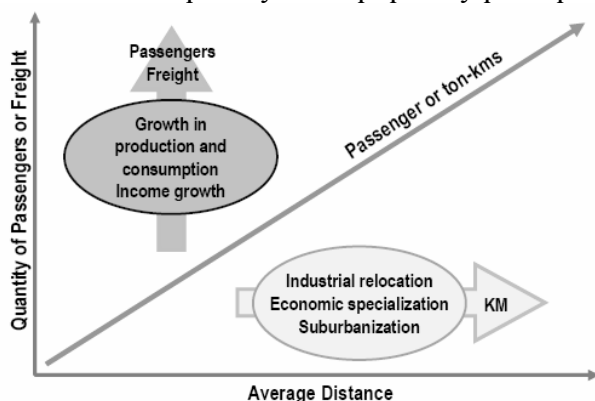 Passengers
Freight
Growth in
production and
consumption
Income growth
Passenger or ton-kms
Quantity of Passengers or Freight
Industrial relocation
Economic specialization
Suburbanization
KM
Average Distance